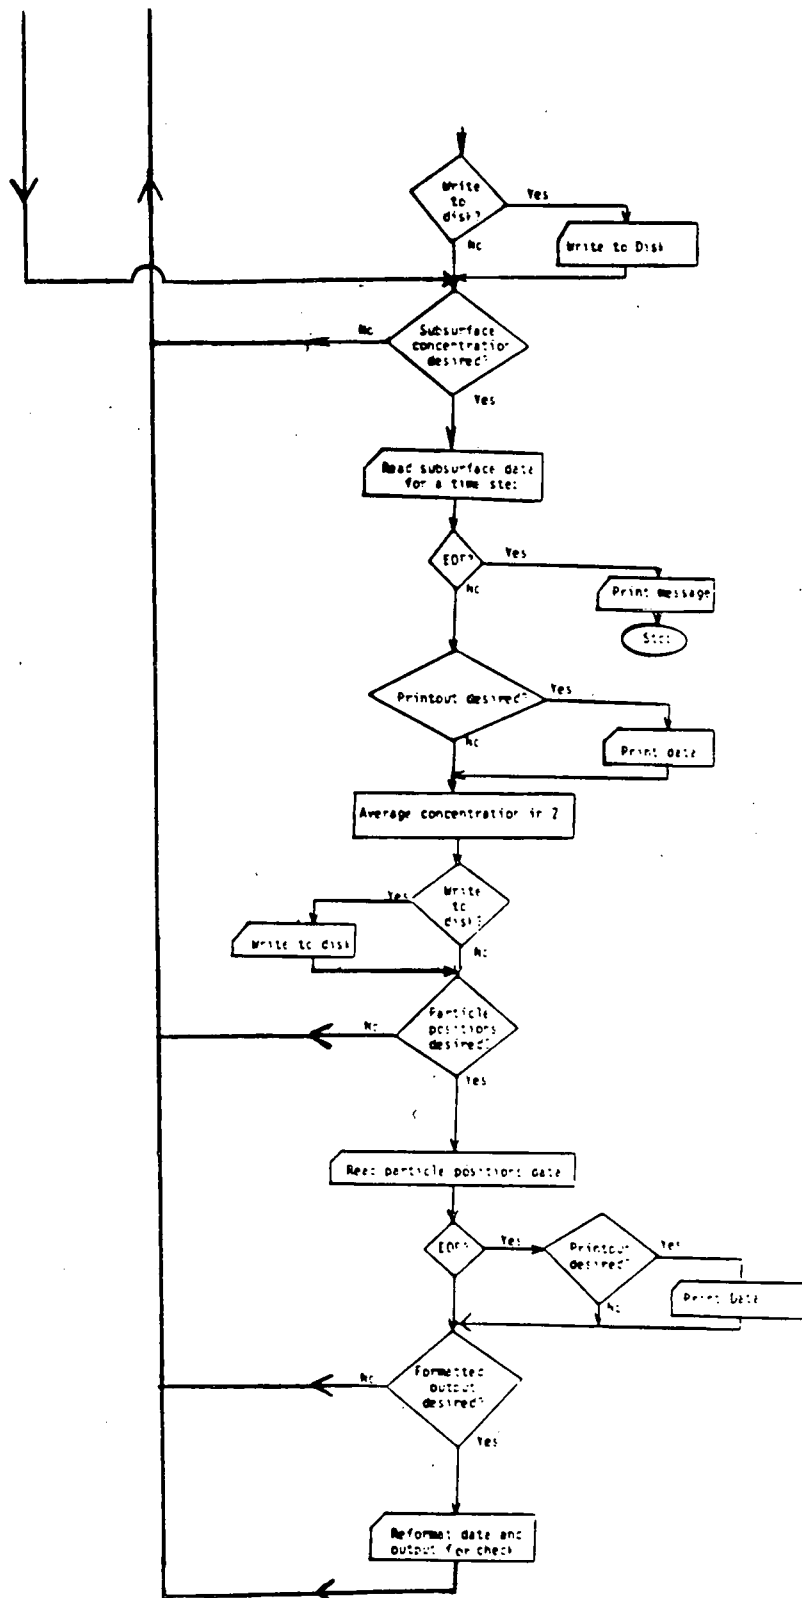 Write
to
disk?
Yes
No
Write to Disk
No
Subsurface
concentration
desired?
Yes
Read subsurface data
for a time step
EOF?
Yes
No
Print message
Stop
Printout desired?
Yes
No
Print data
Average concentration in Z
Yes
Write
to
disk?
Write to disk
No
Particle
positions
desired?
No
Yes
Read particle positions data
EOF?
Yes
Printout
desired?
Yes
No
Print Data
No
Formatted
output
desired?
Yes
Reformat data and
output for check